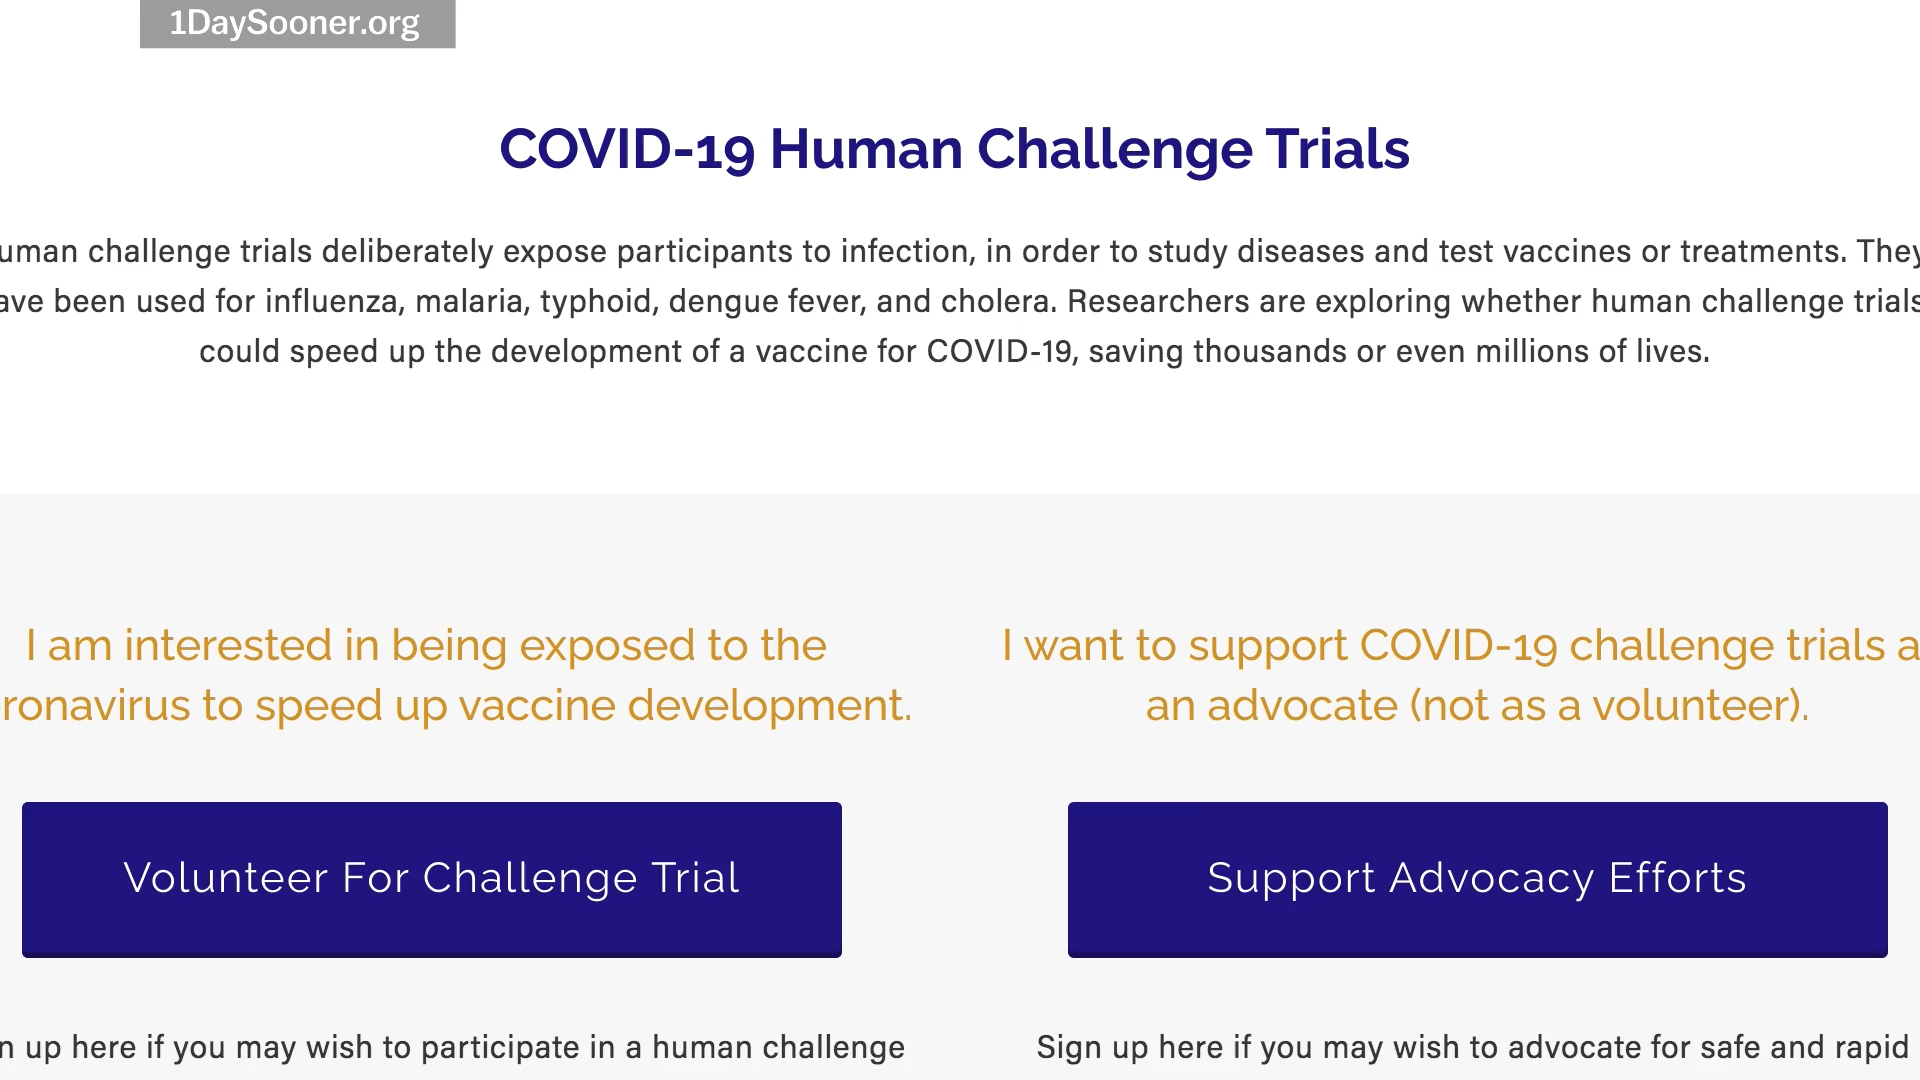 1DaySooner.org
COVID-19 Human Challenge Trials
uman challenge trials deliberately expose participants to infection, in order to study diseases and test vaccines or treatments. They
ave been used for influenza, malaria, typhoid, dengue fever, and cholera. Researchers are exploring whether human challenge trials
could speed up the development of a vaccine for COVID-19, saving thousands or even millions of lives.
I am interested in being exposed to the
ronavirus to speed up vaccine development.
Volunteer For Challenge Trial
n up here if you may wish to participate in a human challenge
I want to support COVID-19 challenge trials a
an advocate (not as a volunteer).
Support Advocacy Efforts
Sign up here if you may wish to advocate for safe and rapid